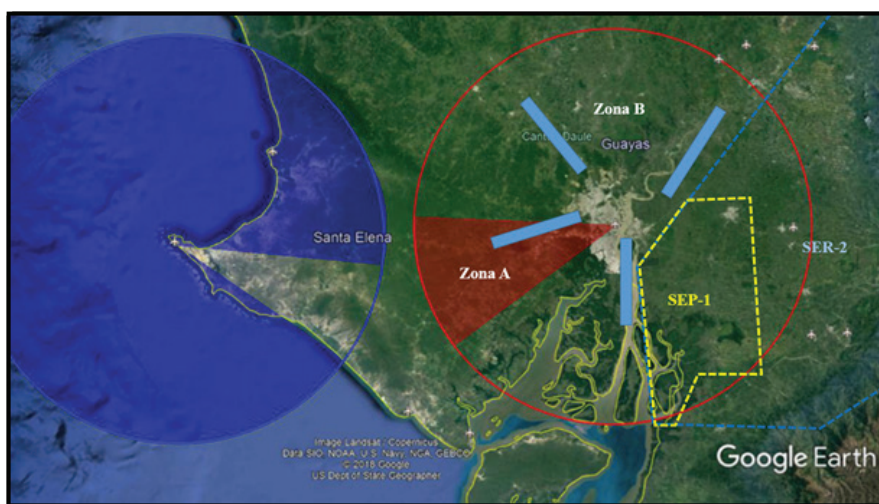 Zona B
Cantón Daule
Guayas
Santa Elena
SER-2
Zona A
SEP-1
Image Landsat / Copernicus
Data SIO, NOAA, U.S. Navy, NGA, GEBCO
© 2018 Google
US Dept of State Geographer
Google Earth